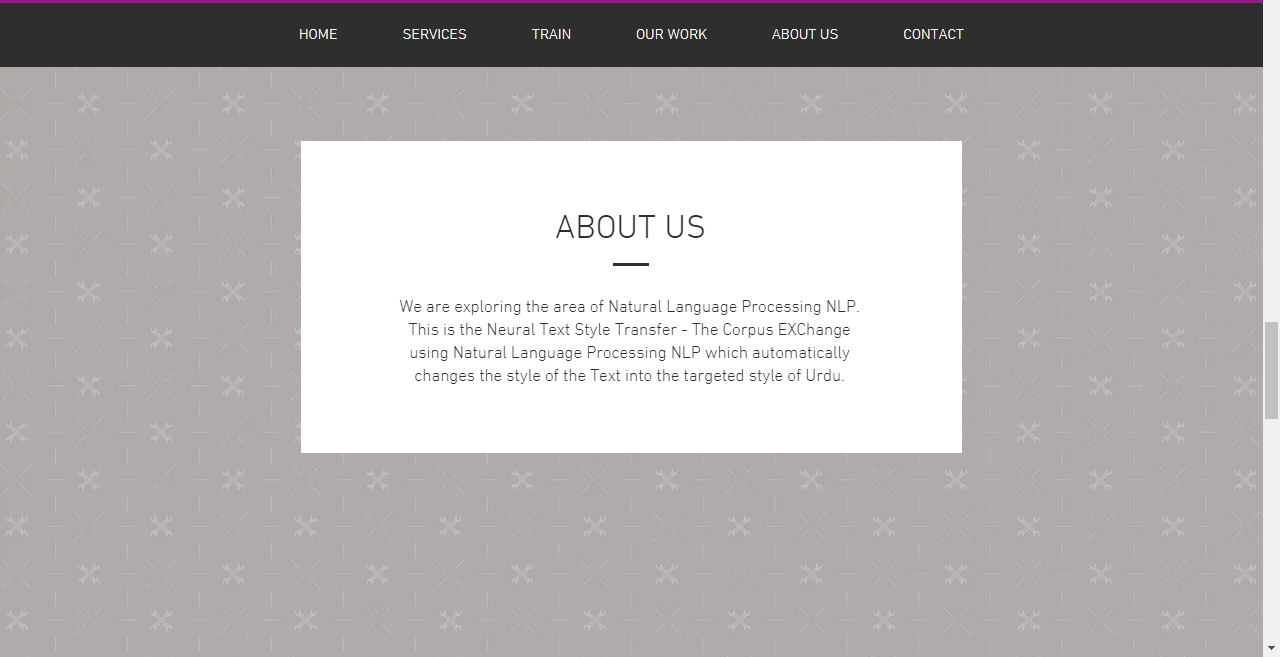 HOME SERVICES TRAIN OUR WORK ABOUT US CONTACT
ABOUT US
We are exploring the area of Natural Language Processing NLP.
This is the Neural Text Style Transfer - The Corpus EXChange
using Natural Language Processing NLP which automatically
changes the style of the Text into the targeted style of Urdu.